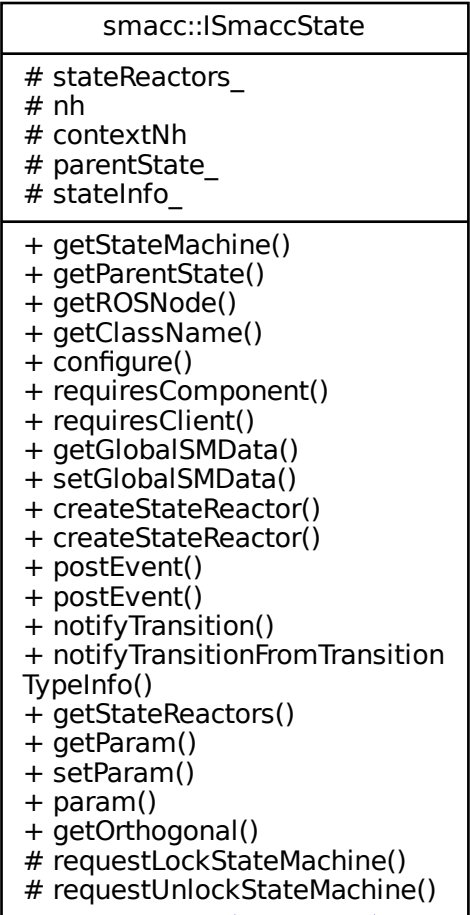 smacc::ISmaccState
# stateReactors_
# nh
# contextNh
# parentState_
# stateInfo_
+ getStateMachine()
+ getParentState()
+ getROSNode()
+ getClassName()
+ configure()
+ requiresComponent()
+ requiresClient()
+ getGlobalSMData()
+ setGlobalSMData()
+ createStateReactor()
+ createStateReactor()
+ postEvent()
+ postEvent()
+ notifyTransition()
+ notifyTransitionFromTransition
TypeInfo()
+ getStateReactors()
+ getParam()
+ setParam()
+ param()
+ getOrthogonal()
# requestLockStateMachine()
# requestUnlockStateMachine()